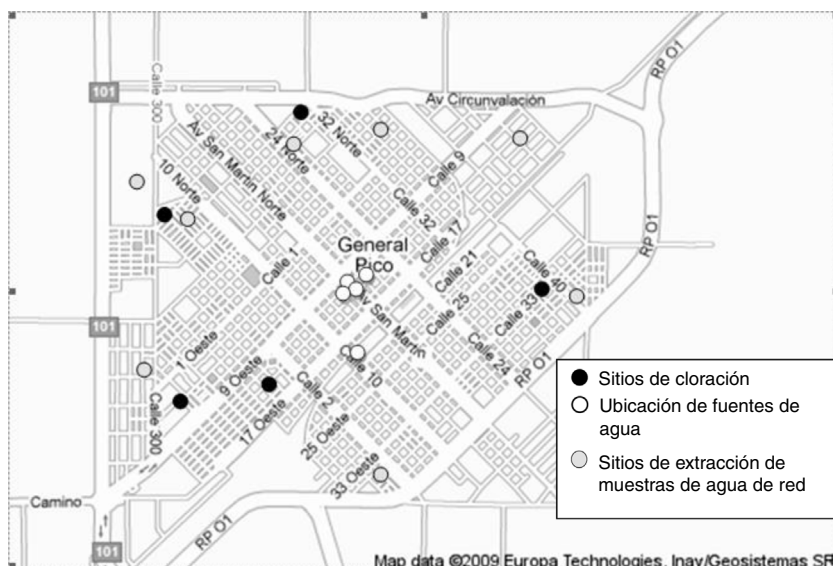 101
Calle 300
Av Circunvalación
RP O1
32 Norte
24 Norte
Av San Martin Norte
Calle 9
10 Norte
Calle 32
Calle 17
General
Pico
Calle 1
Calle 21
Calle 40
RP O1
Calle 33
Calle 25
Av San Martin
101
1 Oeste
Calle 24
9 Oeste
Calle 10
RP O1
Calle 2
Calle 300
17 Oeste
25 Oeste
33 Oeste
Camino
RP O1
101
Sitios de cloración
Ubicación de fuentes de
agua
Sitios de extracción de
muestras de agua de red
Map data ©2009 Europa Technologies, Inav/Geosistemas SR